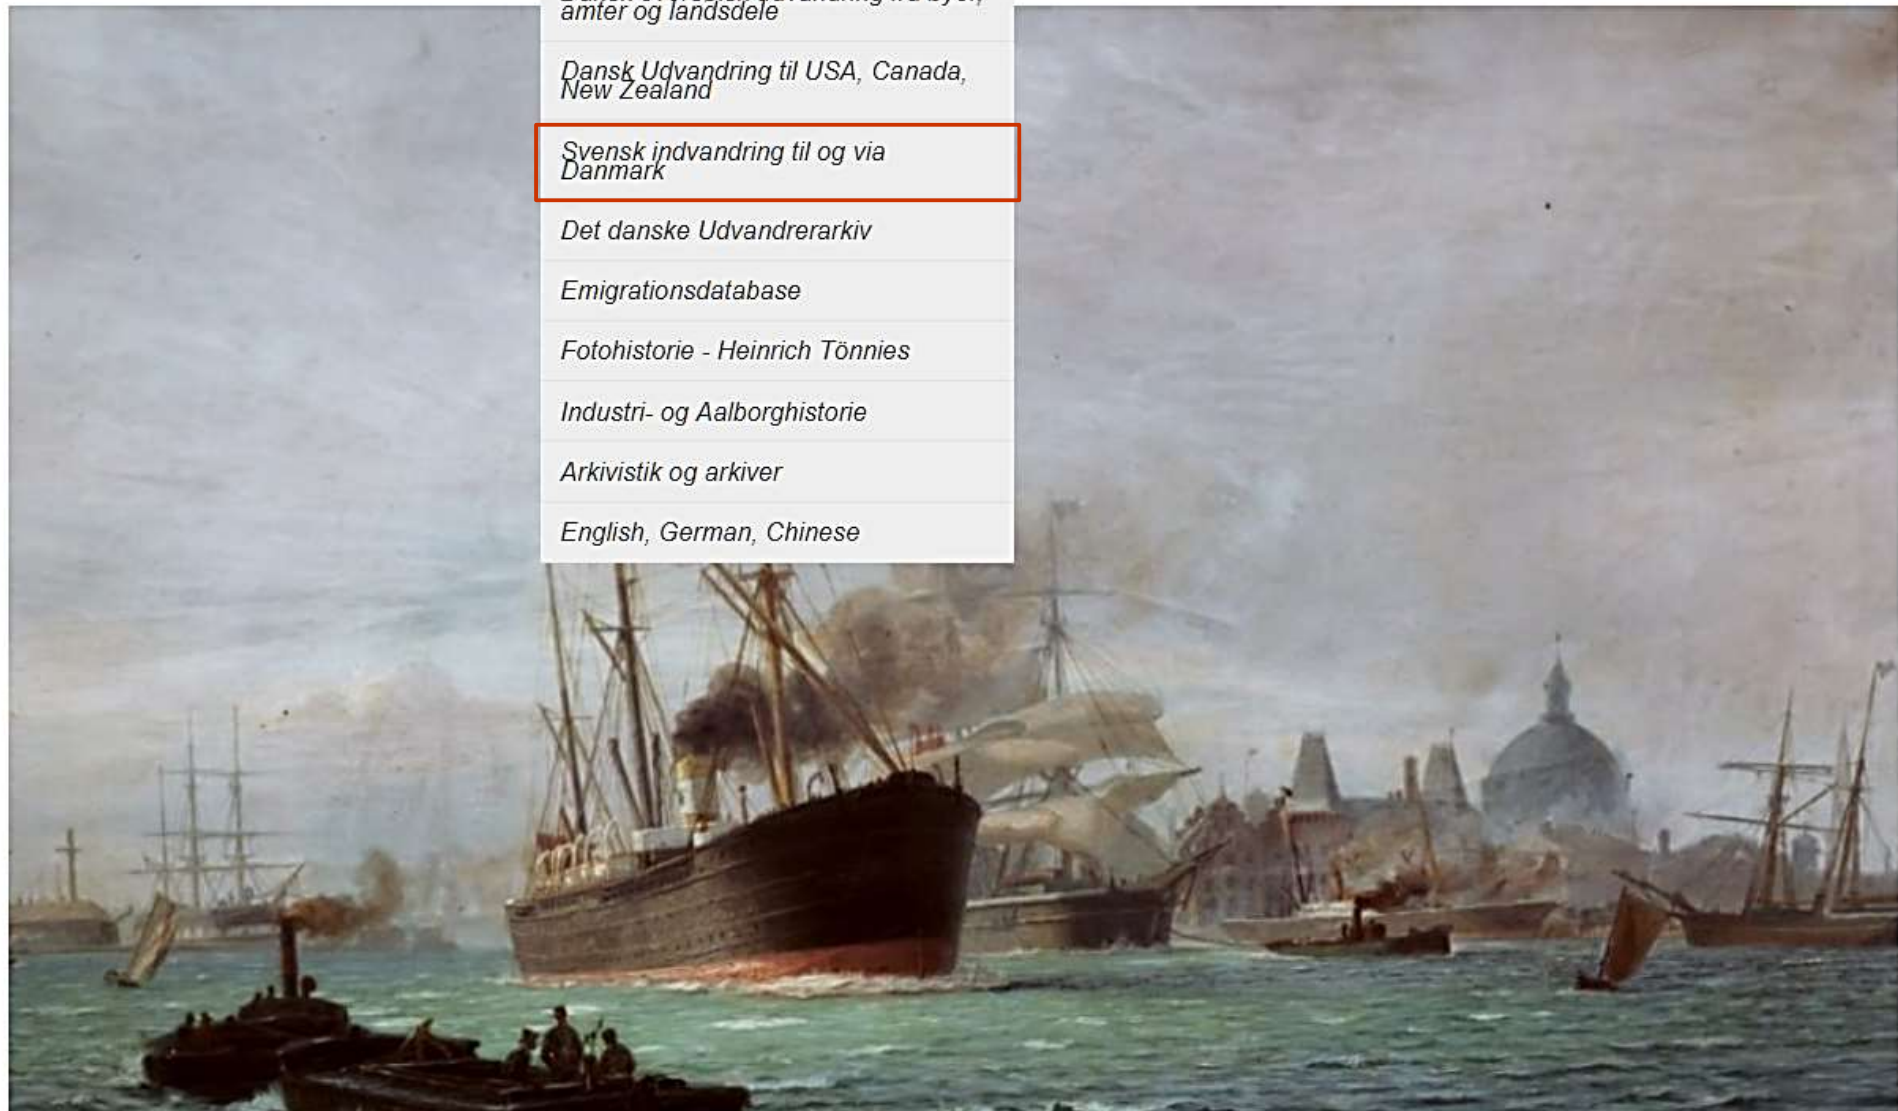 amter og landsdele
Dansk Udvandring til USA, Canada,
New Zealand
Svensk indvandring til og via
Danmark
Det danske Udvandrerarkiv
Emigrationsdatabase
Fotohistorie - Heinrich Tönnies
Industri- og Aalborghistorie
Arkivistik og arkiver
English, German, Chinese